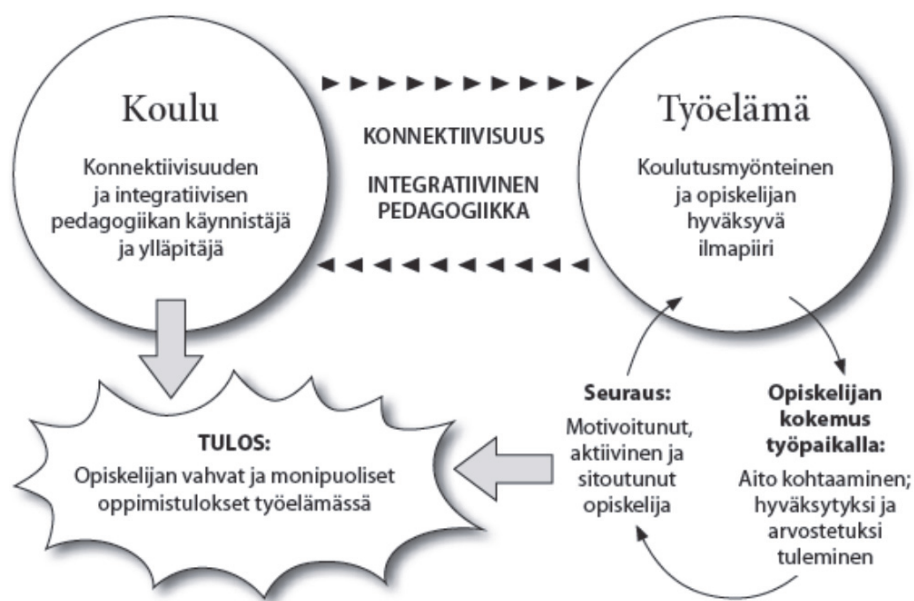 Koulu
Konnektiivisuuden
ja integratiivisen
pedagogiikan käynnistäjä
ja ylläpitäjä
KONNEKTIIVISUUS
INTEGRATIIVINEN
PEDAGOGIIKKA
Työelämä
Koulutusmyönteinen
ja opiskelijan
hyväksyvä
ilmapiiri
TULOS:
Opiskelijan vahvat ja monipuoliset
oppimistulokset työelämässä
Seuraus:
Motivoitunut,
aktiivinen ja
sitoutunut
opiskelija
Opiskelijan
kokemus
työpaikalla:
Aito kohtaaminen;
hyväksytyksi ja
arvostetuksi
tuleminen